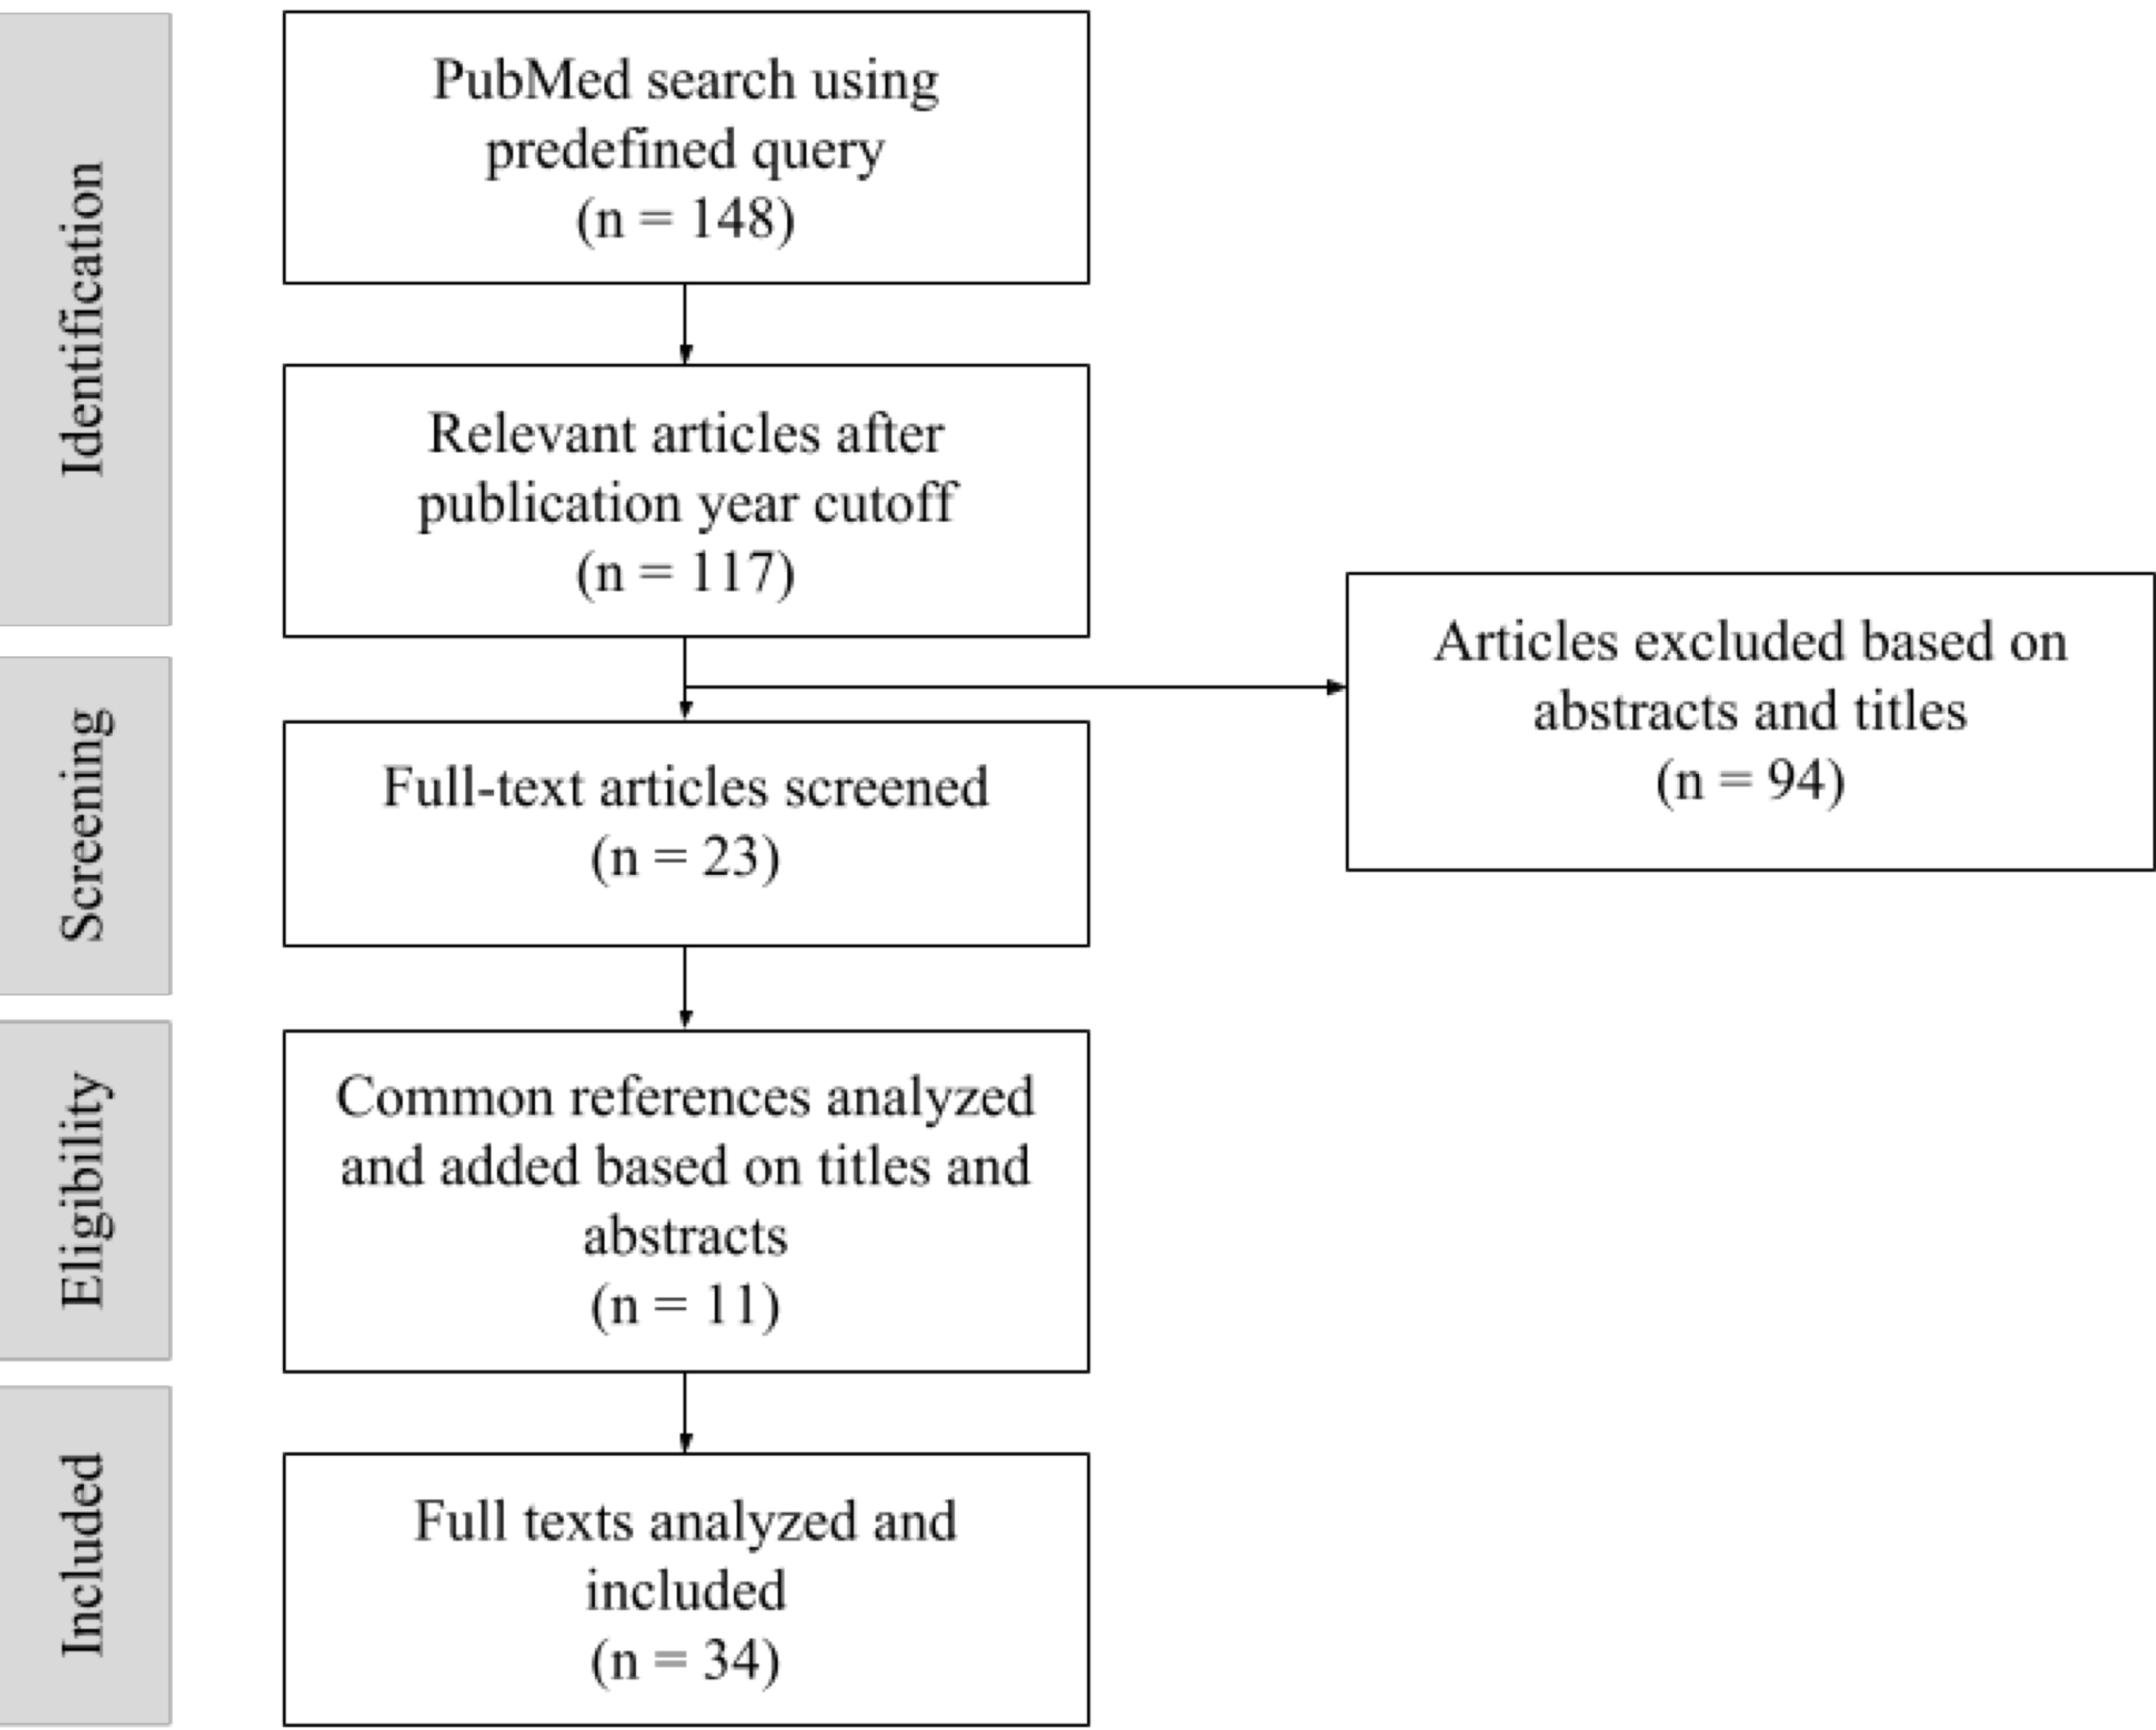 Identification
PubMed search using
predefined query
(n = 148)
Relevant articles after
publication year cutoff
(n = 117)
Articles excluded based on
abstracts and titles
(n = 94)
Screening
Full-text articles screened
(n = 23)
Eligibility
Common references analyzed
and added based on titles and
abstracts
(n = 11)
Included
Full texts analyzed and
included
(n = 34)